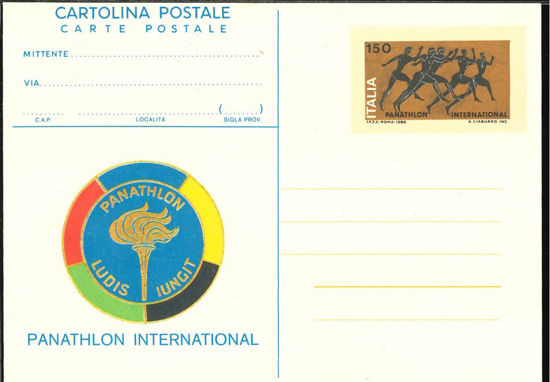 CARTOLINA POSTALE
CARTE POSTALE
MITTENTE
VIA
( )
C.A.P. LOCALITÀ SIGLA PROV.
150
ITALIA
PANATHLON INTERNATIONAL
I.P.Z.S.-ROMA-1980 A. CIABURRO INC.
PANATHLON
LUDIS IUNGIT
PANATHLON INTERNATIONAL